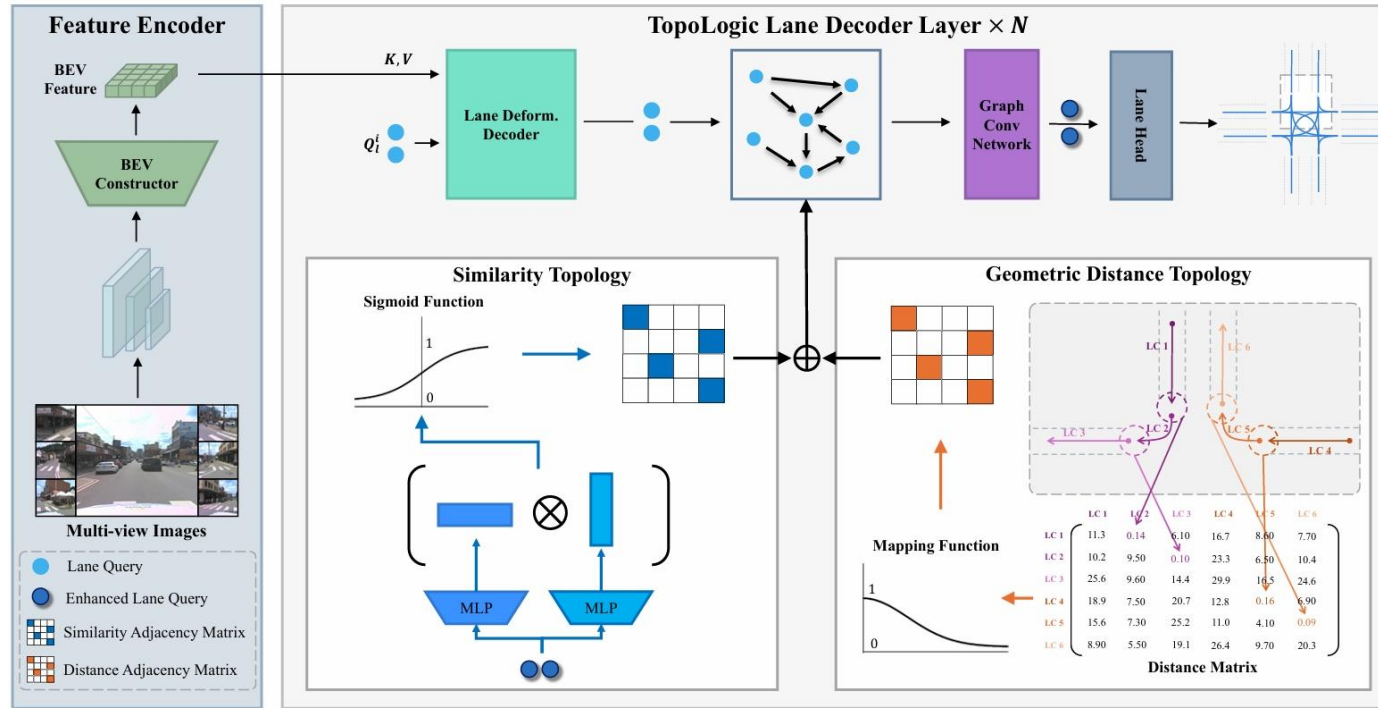 Feature Encoder
BEV
Feature
BEV
Constructor
Multi-view Images
Lane Query
Enhanced Lane Query
Similarity Adjacency Matrix
Distance Adjacency Matrix
TopoLogic Lane Decoder Layer × N
K, V
Q_l^i
Lane Deform.
Decoder
Graph
Conv
Network
Lane Head
Similarity Topology
Sigmoid Function
1
0
MLP
MLP
Geometric Distance Topology
LC 1
LC 6
LC 2
LC 5
LC 3
LC 4
Mapping Function
1
0
LC 1 LC 2 LC 3 LC 4 LC 5 LC 6
LC 1 11.3 0.14 6.10 16.7 8.60 7.70
LC 2 10.2 9.50 0.10 23.3 6.50 10.4
LC 3 25.6 9.60 14.4 29.9 16.5 24.6
LC 4 18.9 7.50 20.7 12.8 0.16 6.90
LC 5 15.6 7.30 25.2 11.0 4.10 0.09
LC 6 8.90 5.50 19.1 26.4 9.70 20.3
Distance Matrix